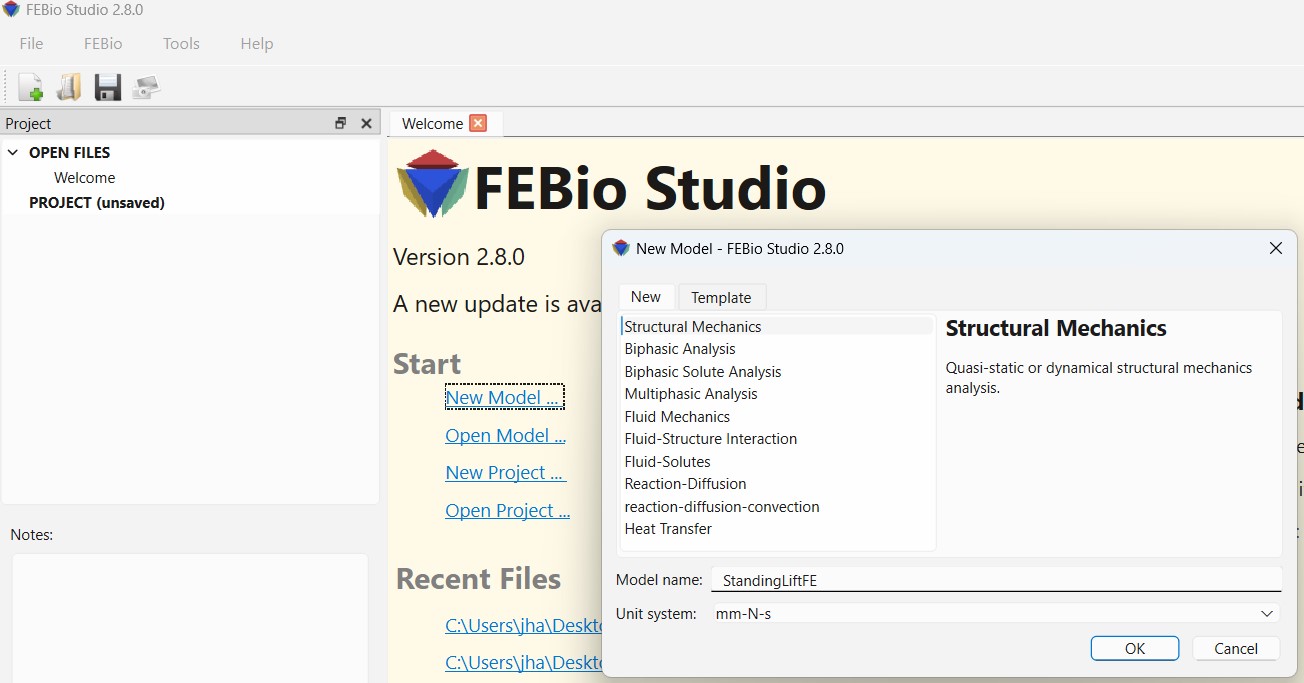 FEBio Studio 2.8.0
File FEBio Tools Help
Project
Welcome
OPEN FILES
Welcome
PROJECT (unsaved)
Notes:
FEBio Studio
Version 2.8.0
A new update is ava
Start
New Model ...
Open Model ...
New Project ...
Open Project ...
Recent Files
C:\Users\jha\Deskto
C:\Users\jha\Deskto
New Model - FEBio Studio 2.8.0
New Template
Structural Mechanics
Biphasic Analysis
Biphasic Solute Analysis
Multiphasic Analysis
Fluid Mechanics
Fluid-Structure Interaction
Fluid-Solutes
Reaction-Diffusion
reaction-diffusion-convection
Heat Transfer
Structural Mechanics
Quasi-static or dynamical structural mechanics
analysis.
Model name: StandingLiftFE
Unit system: mm-N-s
OK Cancel